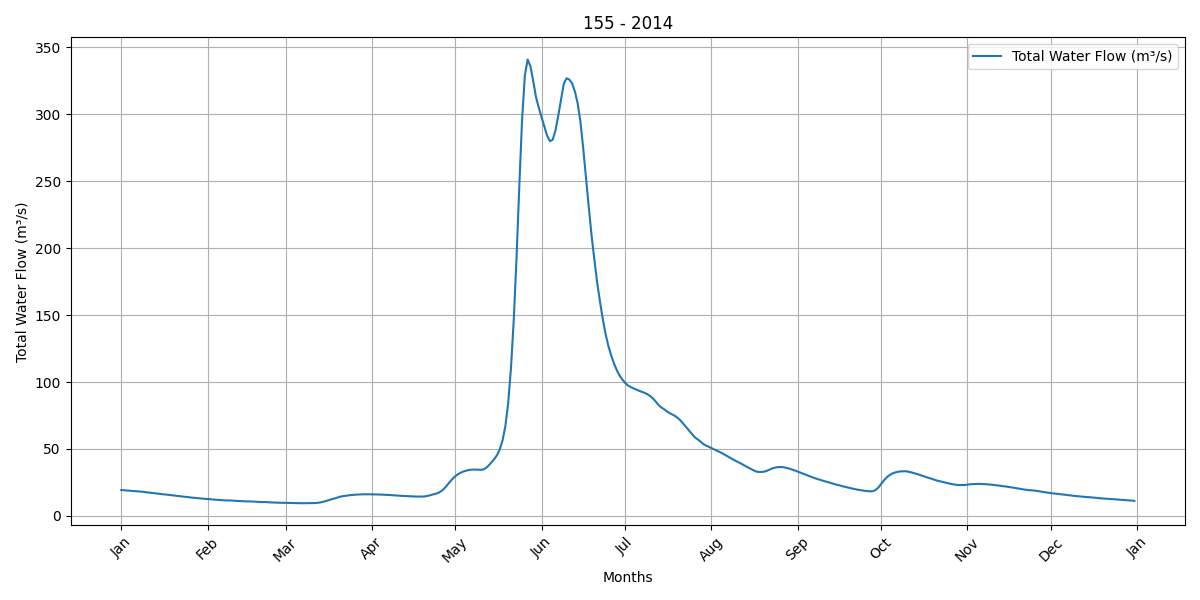 155 - 2014
Total Water Flow (m³/s)
350
300
250
200
150
100
50
0
Total Water Flow (m³/s)
Jan
Feb
Mar
Apr
May
Jun
Jul
Aug
Sep
Oct
Nov
Dec
Jan
Months